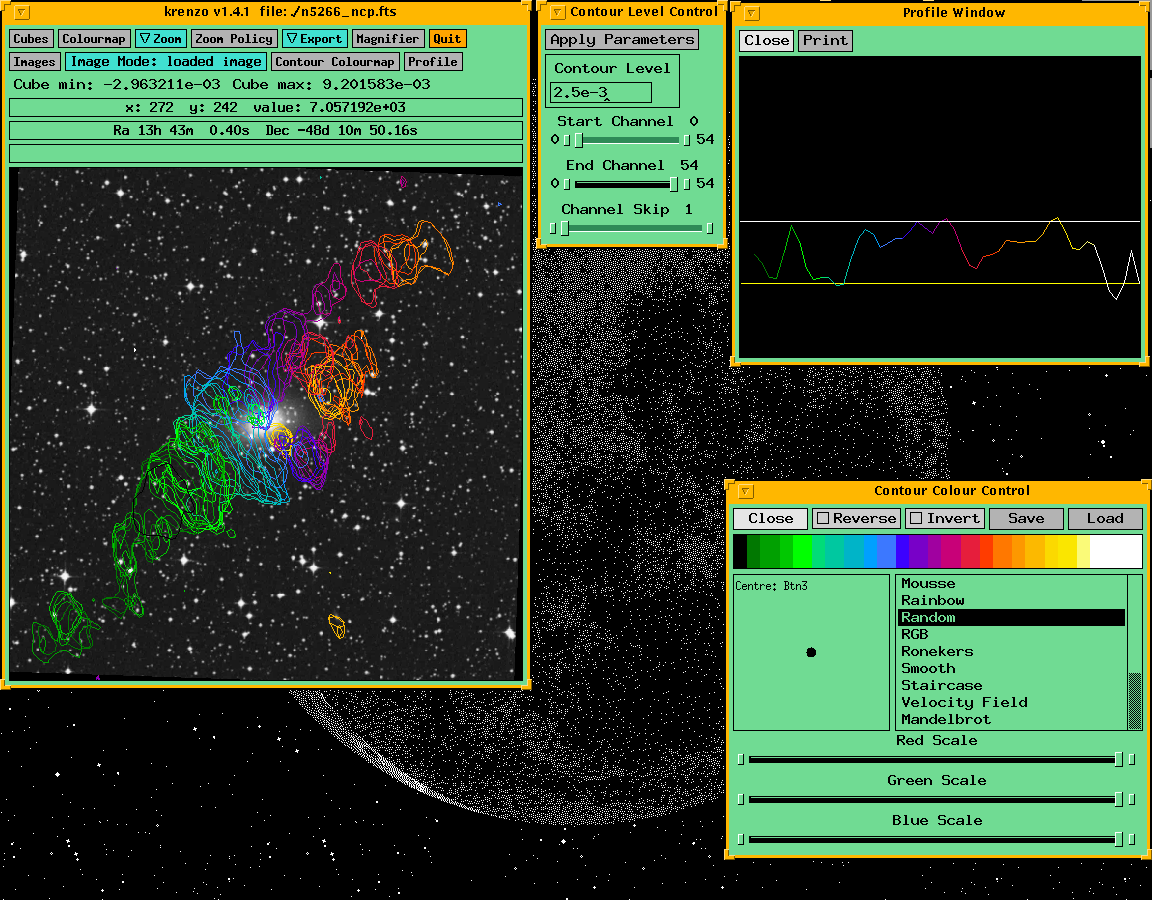 krenzo v1.4.1 file: ./n5266_ncp.fts
Cubes Colourmap Zoom Zoom Policy Export Magnifier Quit
Images Image Mode: loaded image Contour Colourmap Profile
Cube min: -2.963211e-03 Cube max: 9.201583e-03
x: 272 y: 242 value: 7.057192e+03
Ra 13h 43m 0.40s Dec -48d 10m 50.16s
Contour Level Control
Apply Parameters
Contour Level
2.5e-3
Start Channel 0
0 54
End Channel 54
0 54
Channel Skip 1
Profile Window
Close Print
Contour Colour Control
Close Reverse Invert Save Load
Centre: Btn3
Mousse
Rainbow
Random
RGB
Ronekers
Smooth
Staircase
Velocity Field
Mandelbrot
Red Scale
Green Scale
Blue Scale